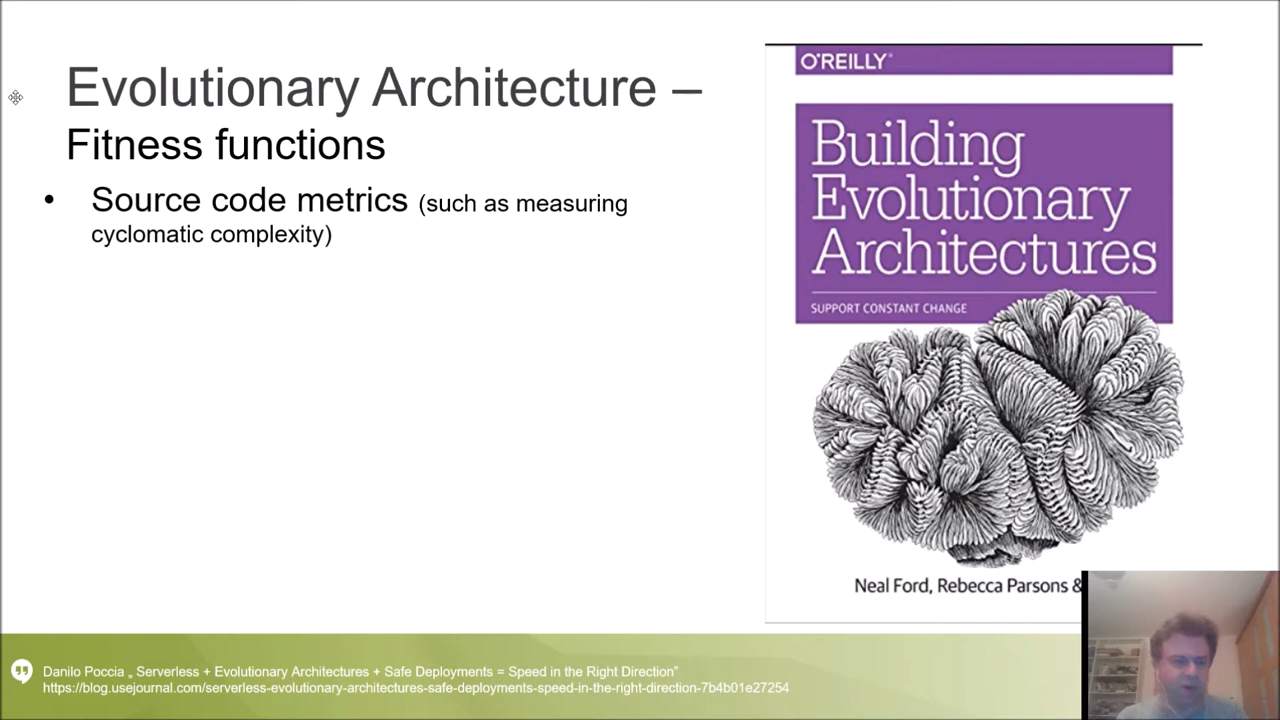 Evolutionary Architecture –
Fitness functions
• Source code metrics (such as measuring
cyclomatic complexity)
O'REILLY®
Building
Evolutionary
Architectures
SUPPORT CONSTANT CHANGE
Neal Ford, Rebecca Parsons &
Danilo Poccia „ Serverless + Evolutionary Architectures + Safe Deployments = Speed in the Right Direction"
https://blog.usejournal.com/serverless-evolutionary-architectures-safe-deployments-speed-in-the-right-direction-7b4b01e27254